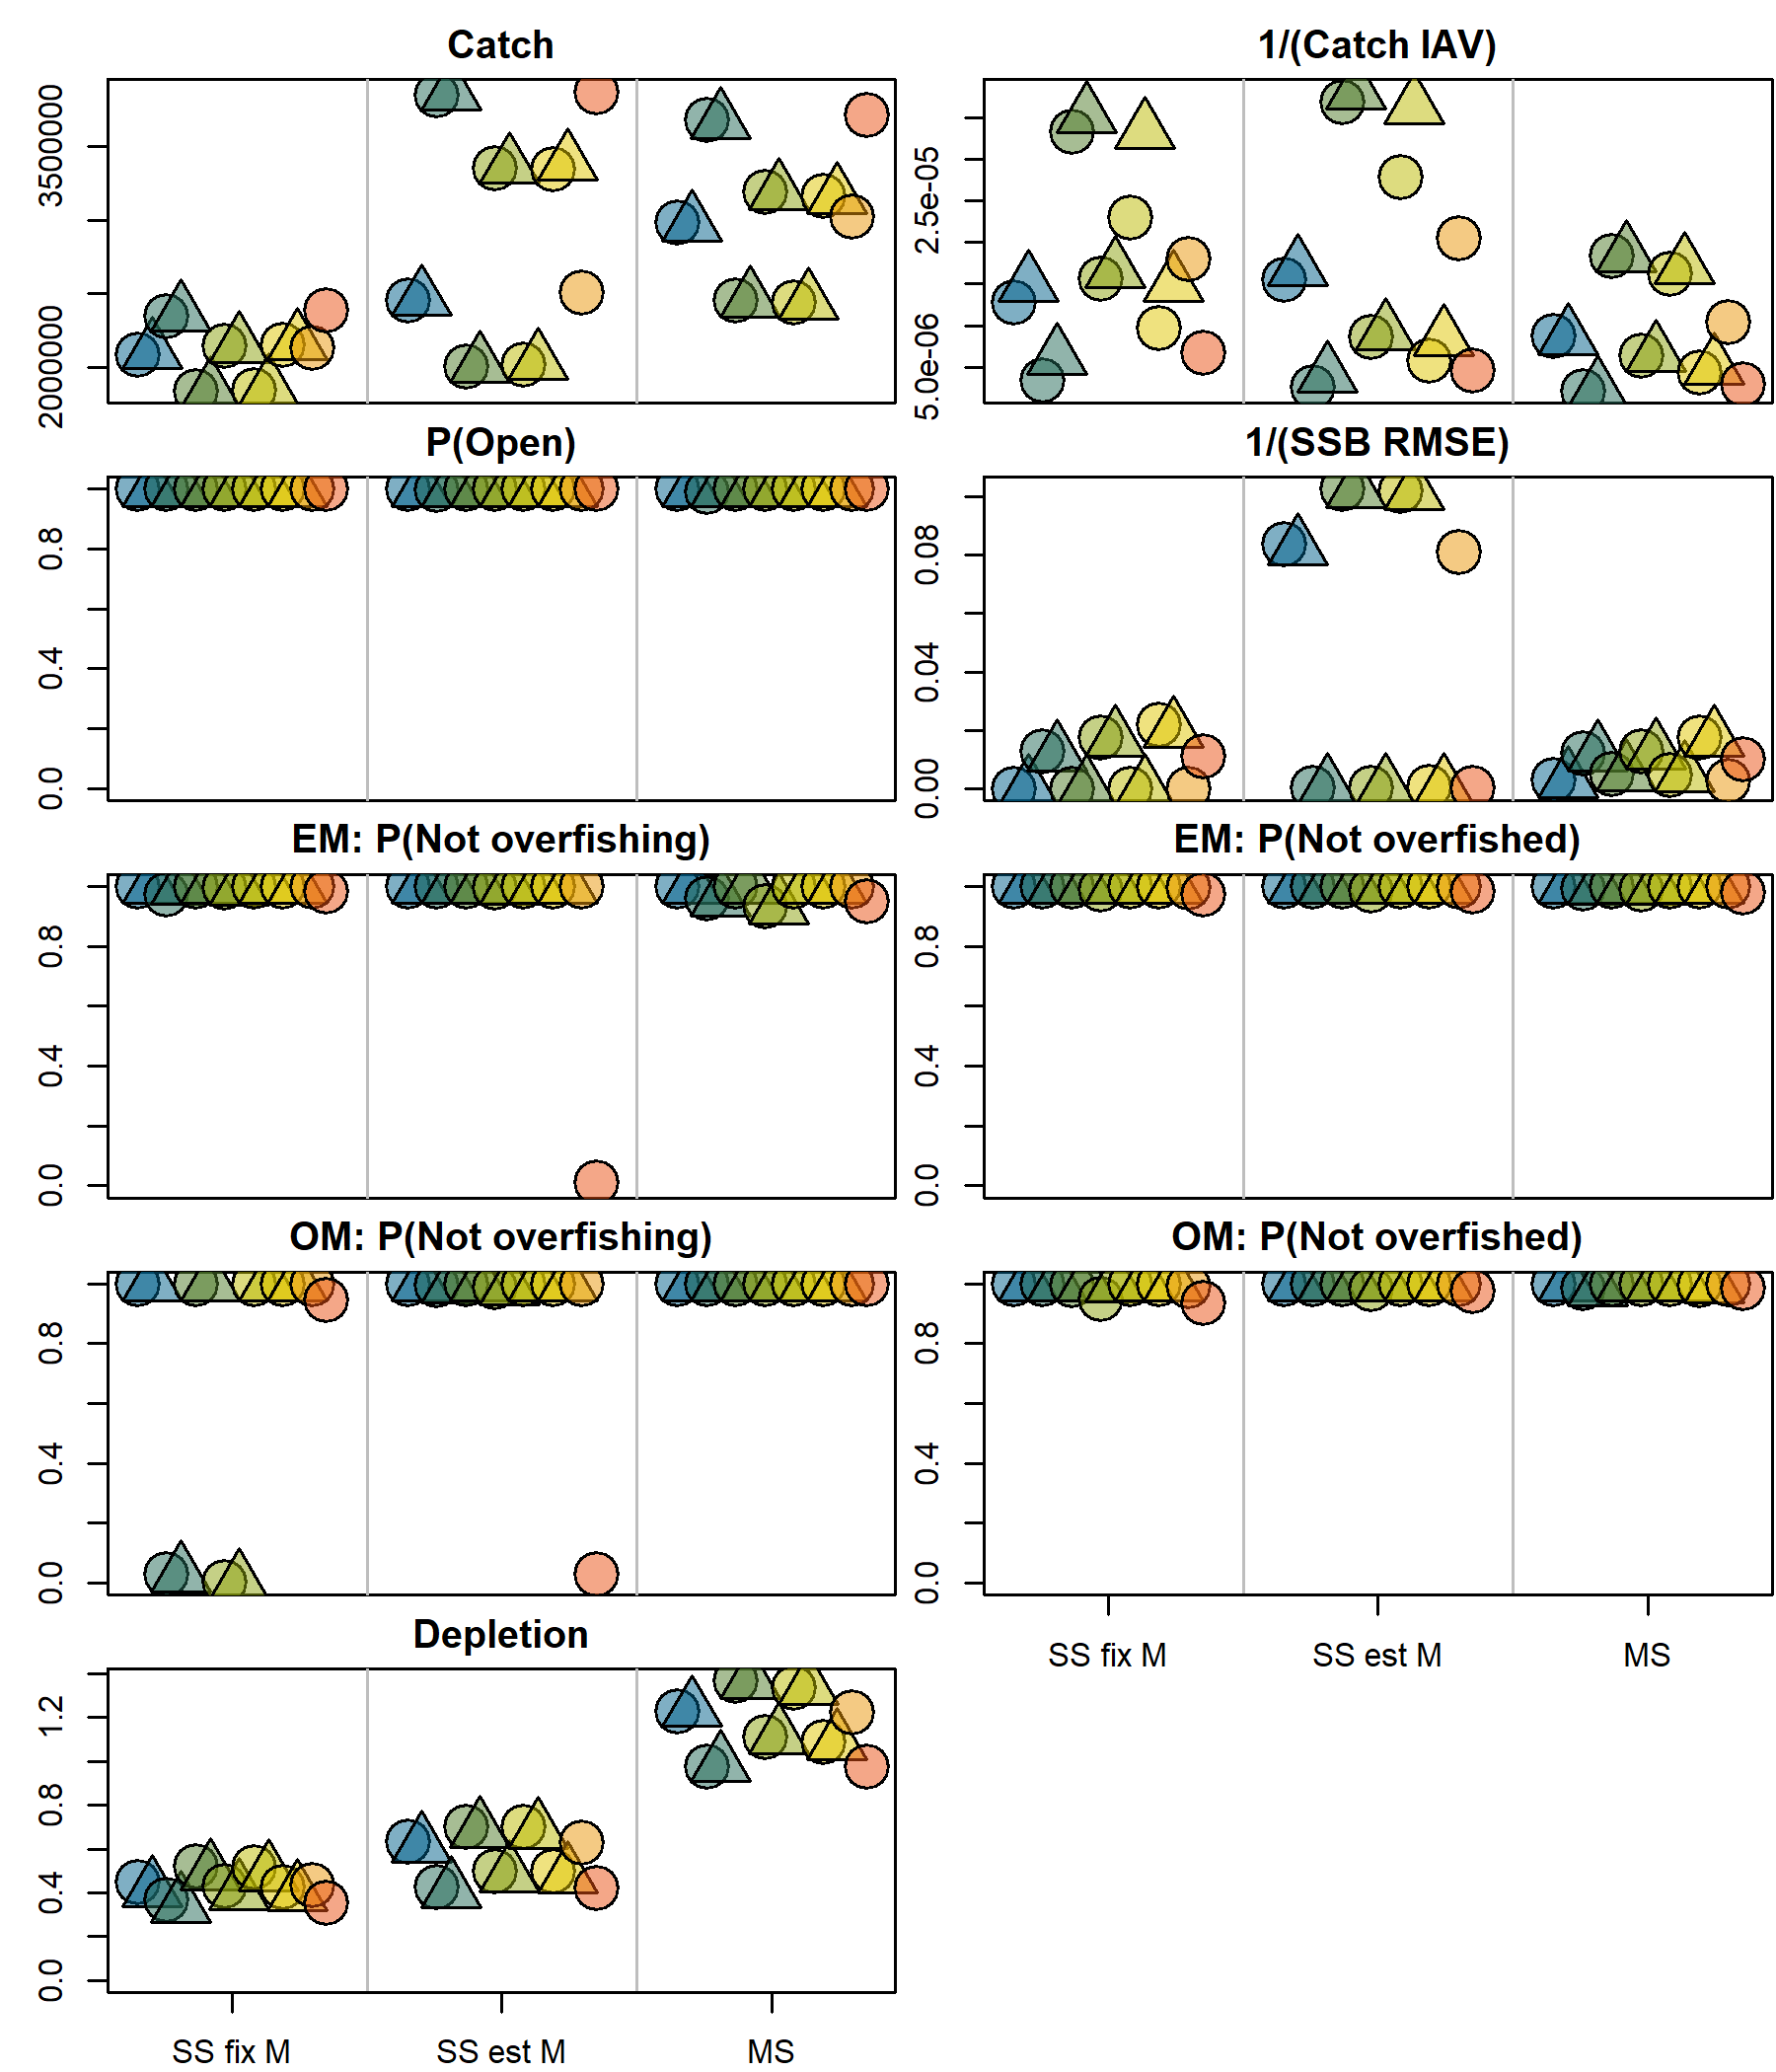 Catch
3500000
2000000
1/(Catch IAV)
2.5e-05
5.0e-06
P(Open)
0.8
0.4
0.0
1/(SSB RMSE)
0.08
0.04
0.00
EM: P(Not overfishing)
0.8
0.4
0.0
EM: P(Not overfished)
0.8
0.4
0.0
OM: P(Not overfishing)
0.8
0.4
0.0
OM: P(Not overfished)
0.8
0.4
0.0
SS fix M SS est M MS
Depletion
1.2
0.8
0.4
0.0
SS fix M SS est M MS